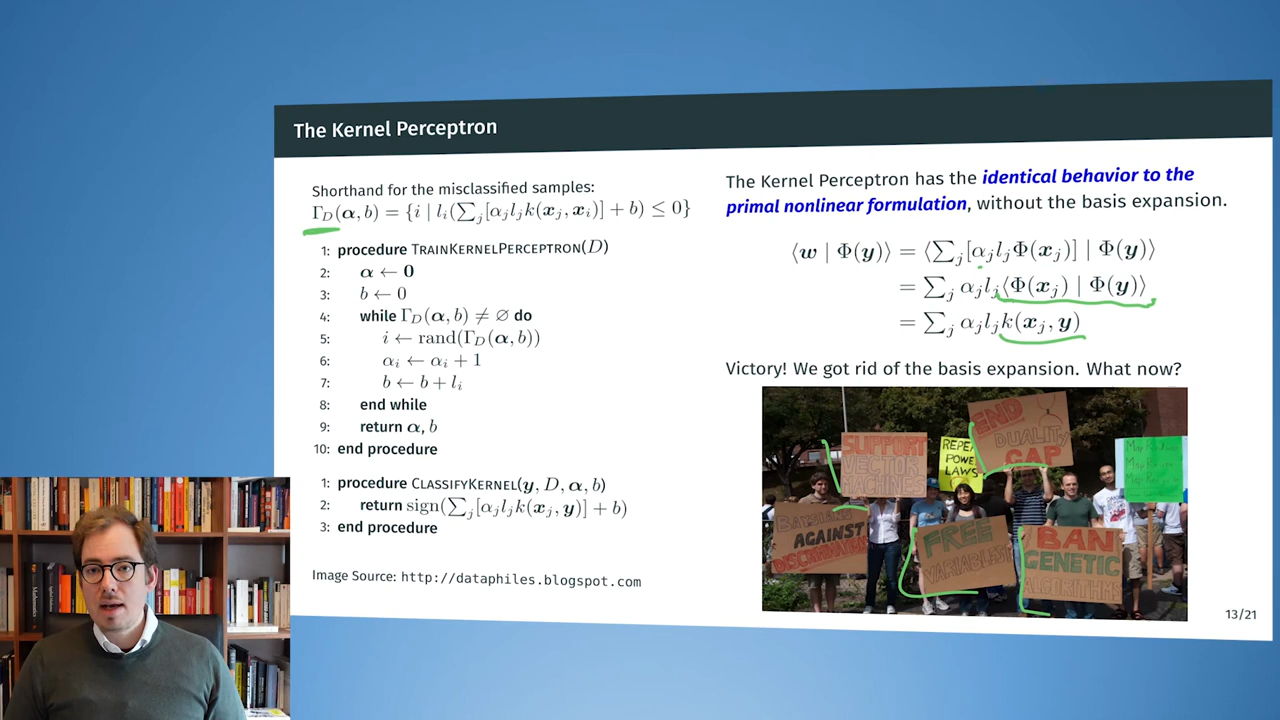 The Kernel Perceptron
Shorthand for the misclassified samples:
Γ_D(α, b) = {i | l_i(∑_j[α_j l_j k(x_j, x_i)] + b) ≤ 0}
1: procedure TRAINKERNELPERCEPTRON(D)
2: α ← 0
3: b ← 0
4: while Γ_D(α, b) ≠ ∅ do
5: i ← rand(Γ_D(α, b))
6: α_i ← α_i + 1
7: b ← b + l_i
8: end while
9: return α, b
10: end procedure
1: procedure CLASSIFYKERNEL(y, D, α, b)
2: return sign(∑_j[α_j l_j k(x_j, y)] + b)
3: end procedure
Image Source: http://dataphiles.blogspot.com
The Kernel Perceptron has the identical behavior to the
primal nonlinear formulation, without the basis expansion.
⟨w | Φ(y)⟩ = ⟨∑_j[α_j l_j Φ(x_j)] | Φ(y)⟩
= ∑_j α_j l_j⟨Φ(x_j) | Φ(y)⟩
= ∑_j α_j l_j k(x_j, y)
Victory! We got rid of the basis expansion. What now?
SUPPORT
VECTOR
MACHINES
REPEAL
POWER
LAWS
END
DUALITY
GAP
BAYSIANS
AGAINST
DISCRIMINATION
FREE
VARIABLES
BAN
GENETIC
ALGORITHMS
13/21